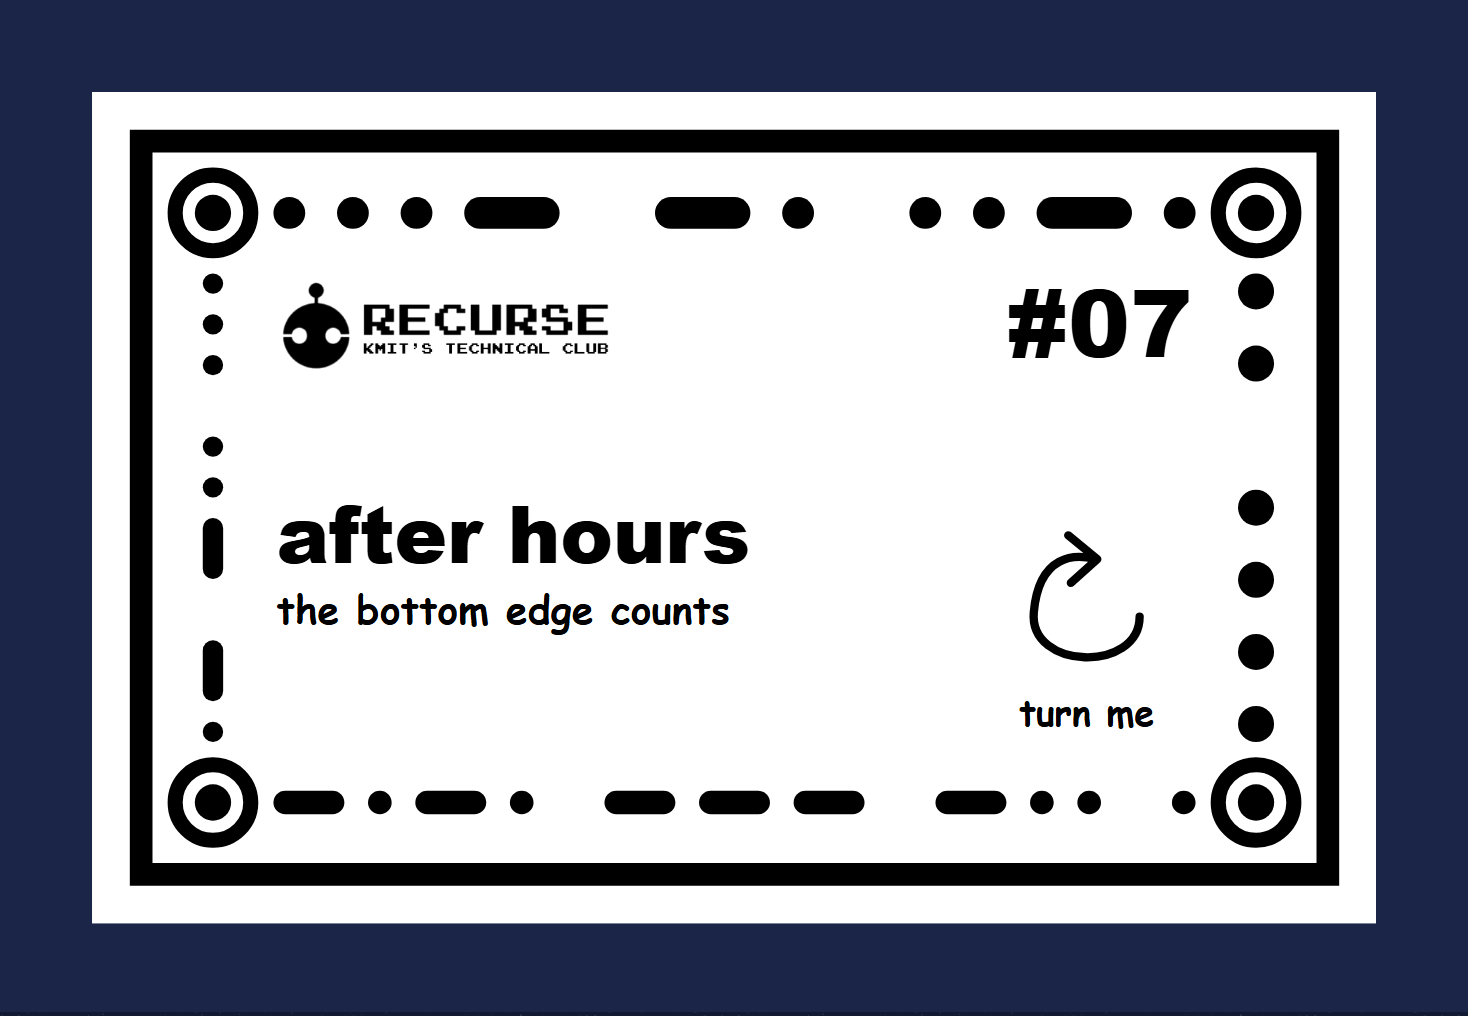 RECURSE
KMIT'S TECHNICAL CLUB
#07
after hours
the bottom edge counts
turn me